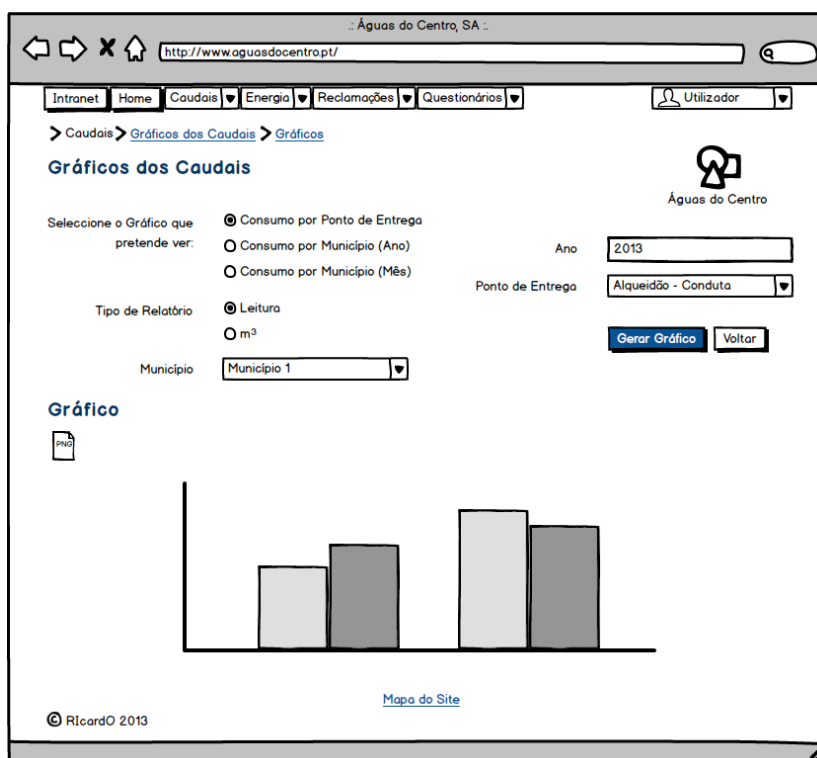 .: Águas do Centro, SA :.
http://www.aguasdocentro.pt/
Intranet Home Caudais Energia Reclamações Questionários Utilizador
Caudais Gráficos dos Caudais Gráficos
Gráficos dos Caudais
Águas do Centro
Seleccione o Gráfico que pretende ver:
Consumo por Ponto de Entrega
Consumo por Município (Ano)
Consumo por Município (Mês)
Ano 2013
Ponto de Entrega Alqueidão - Conduta
Tipo de Relatório
Leitura
m³
Gerar Gráfico Voltar
Município Município 1
Gráfico
PNG
Mapa do Site
© RIcardO 2013